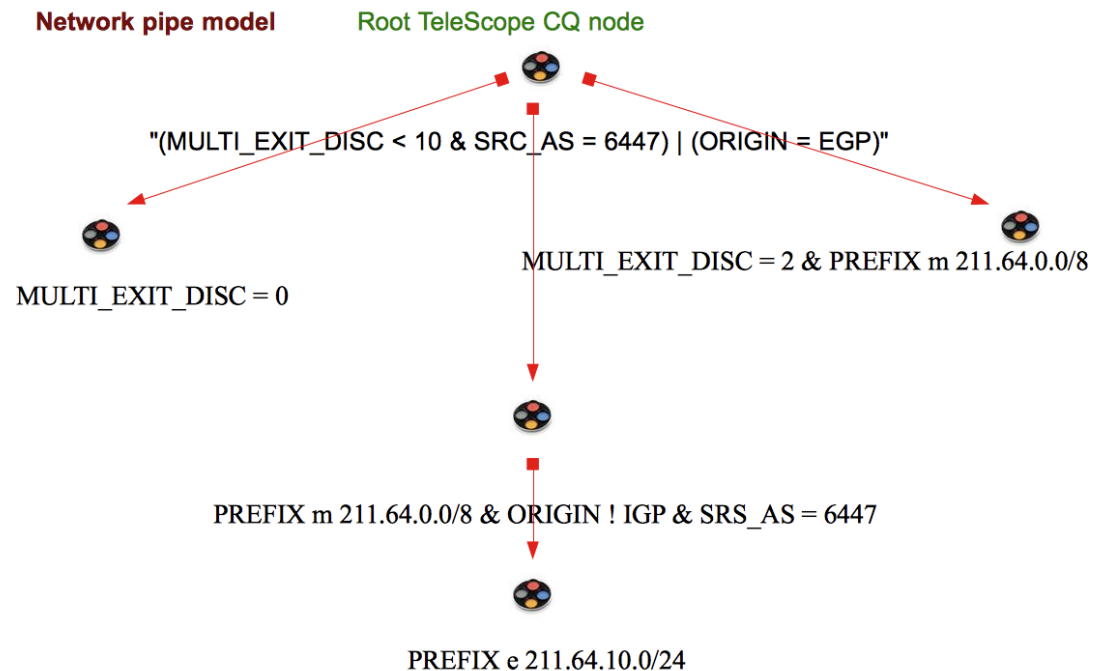 Network pipe model
Root TeleScope CQ node
"(MULTI_EXIT_DISC < 10 & SRC_AS = 6447) | (ORIGIN = EGP)"
MULTI_EXIT_DISC = 2 & PREFIX m 211.64.0.0/8
MULTI_EXIT_DISC = 0
PREFIX m 211.64.0.0/8 & ORIGIN ! IGP & SRS_AS = 6447
PREFIX e 211.64.10.0/24